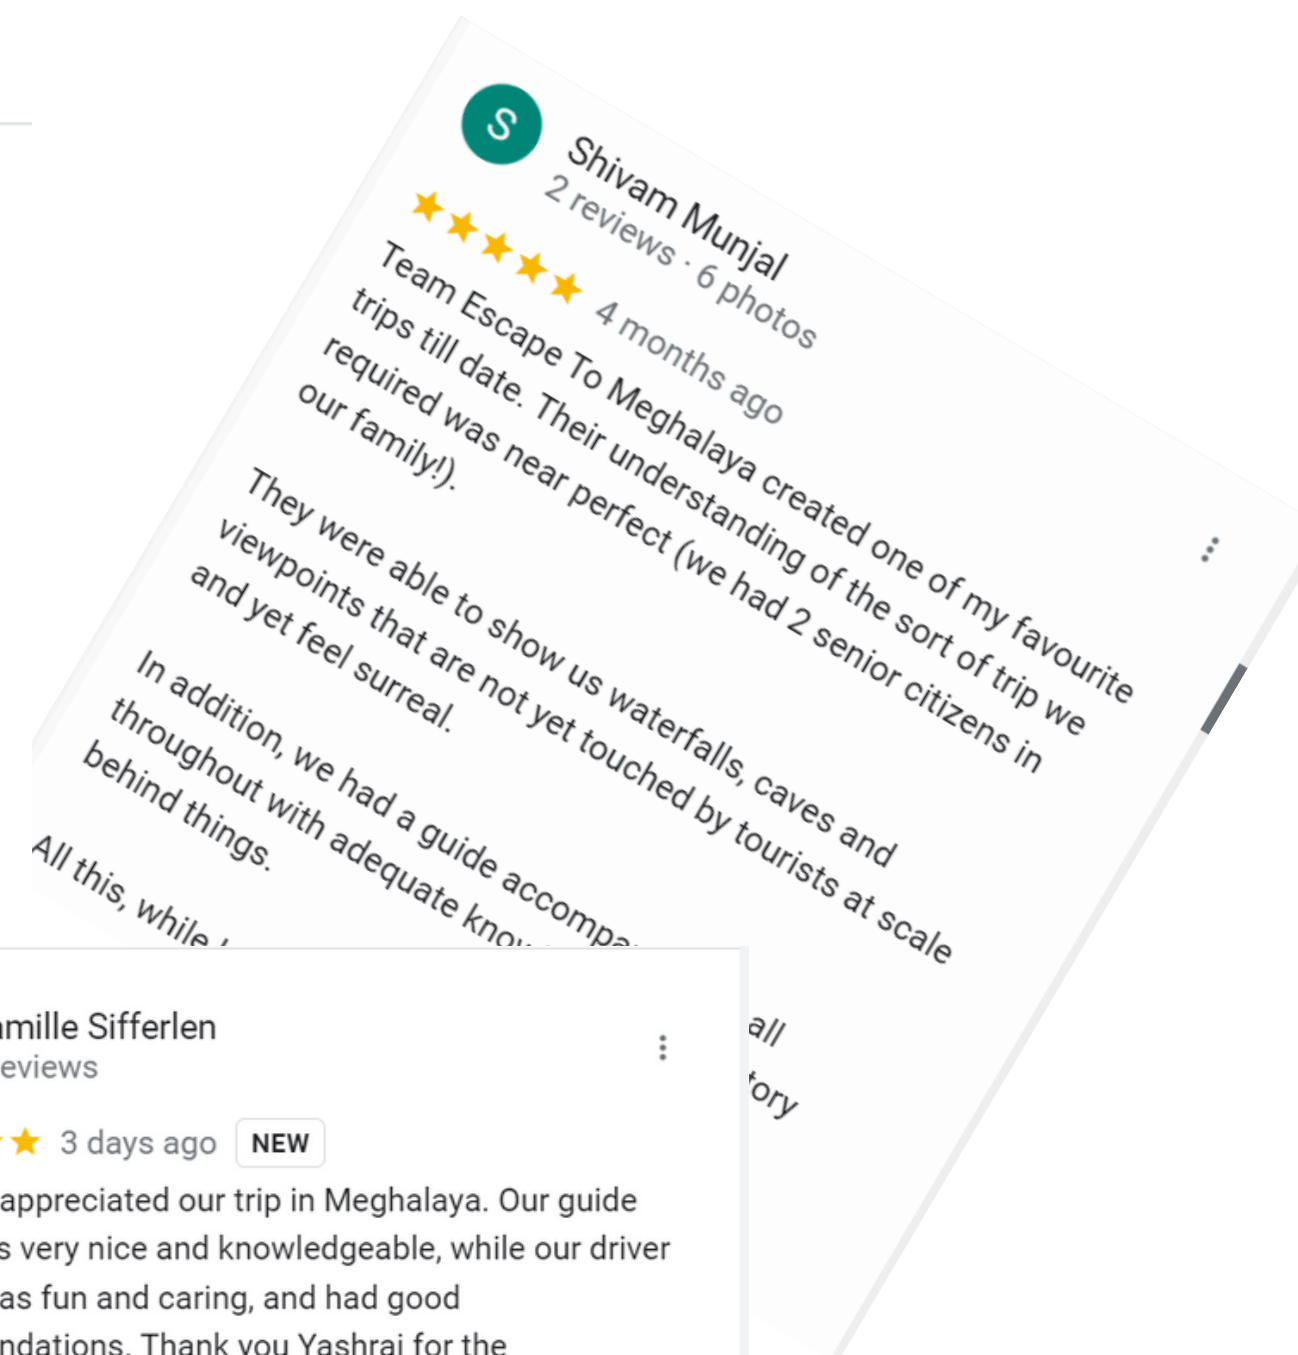 S
Shivam Munjal
2 reviews · 6 photos
4 months ago
Team Escape To Meghalaya created one of my favourite
trips till date. Their understanding of the sort of trip we
required was near perfect (we had 2 senior citizens in
our family!).
They were able to show us waterfalls, caves and
viewpoints that are not yet touched by tourists at scale
and yet feel surreal.
In addition, we had a guide all
throughout with adequate
behind things.
All this, while
Sifferlen
3 days ago NEW
appreciated our trip in Meghalaya. Our guide
very nice and knowledgeable, while our driver
fun and caring, and had good
Thank you Yashraj for the